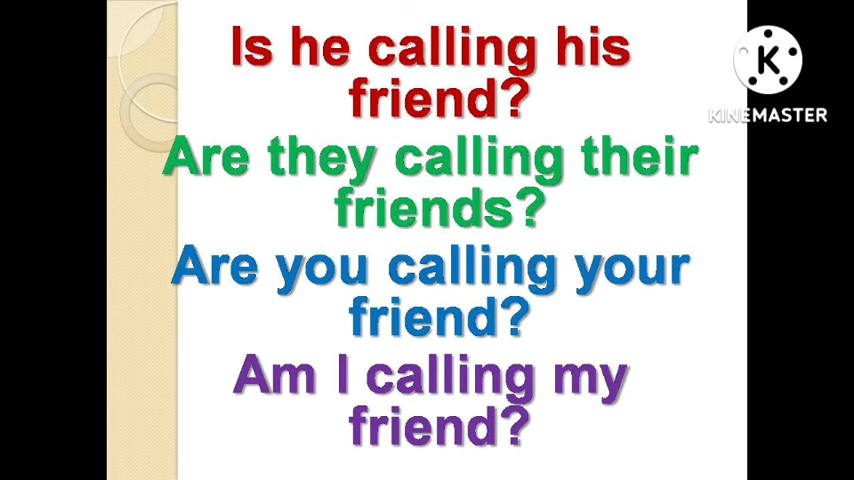 Is he calling his
friend?
Are they calling their
friends?
Are you calling your
friend?
Am I calling my
friend?
K
KINEMASTER